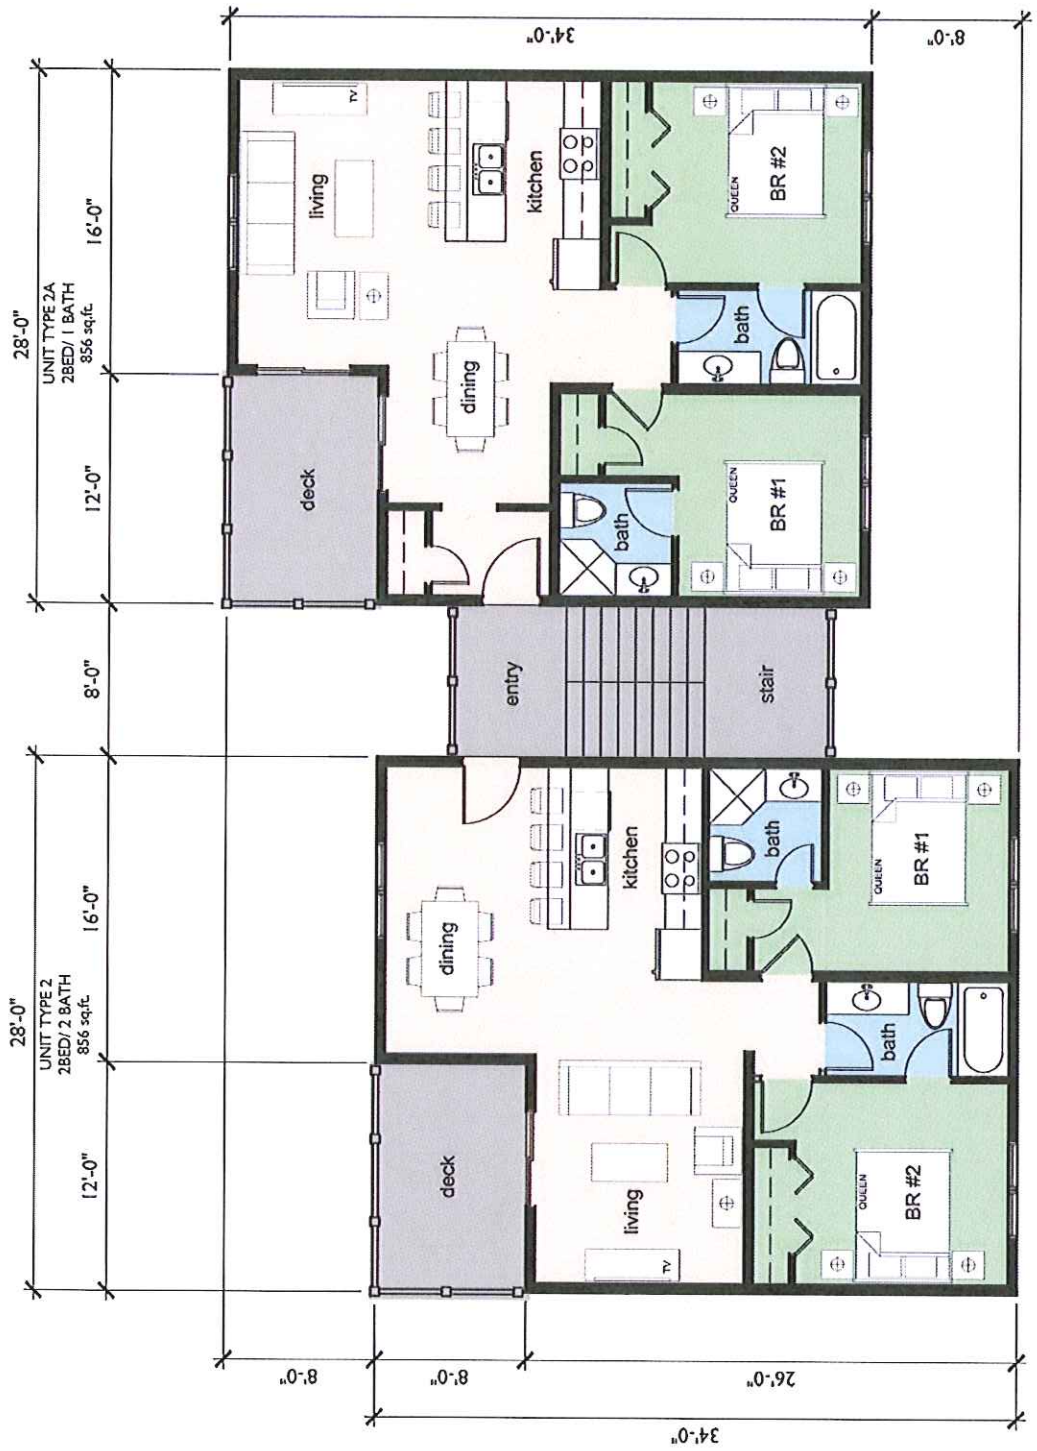 28'-0"
UNIT TYPE 2
2BED/ 2 BATH
856 sq.ft.
12'-0"
16'-0"
8'-0"
28'-0"
UNIT TYPE 2A
2BED/ 1 BATH
856 sq.ft.
12'-0"
16'-0"
34'-0"
8'-0"
8'-0"
8'-0"
26'-0"
34'-0"
deck
living
TV
dining
kitchen
bath
bath
QUEEN
BR #2
QUEEN
BR #1
entry
stair
deck
living
TV
dining
kitchen
bath
bath
QUEEN
BR #1
QUEEN
BR #2